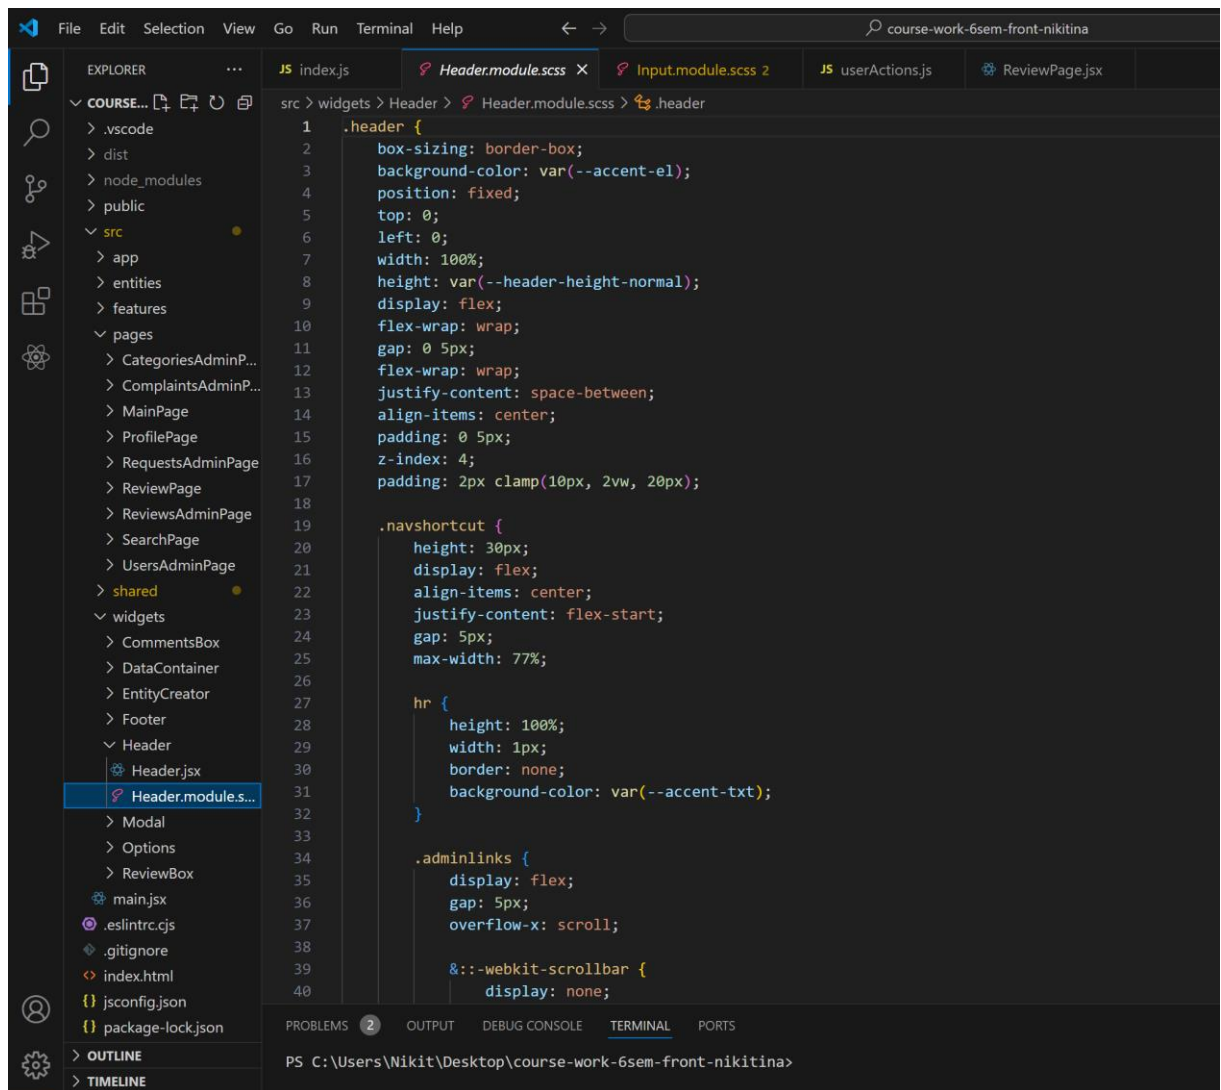 File Edit Selection View Go Run Terminal Help
course-work-6sem-front-nikitina
EXPLORER
COURSE...
> .vscode
> dist
> node_modules
> public
src
> app
> entities
> features
pages
> CategoriesAdminP...
> ComplaintsAdminP...
> MainPage
> ProfilePage
> RequestsAdminPage
> ReviewPage
> ReviewsAdminPage
> SearchPage
> UsersAdminPage
> shared
widgets
> CommentsBox
> DataContainer
> EntityCreator
> Footer
Header
Header.jsx
Header.module.s...
> Modal
> Options
> ReviewBox
main.jsx
.eslintrc.cjs
.gitignore
index.html
{} jsconfig.json
{} package-lock.json
> OUTLINE
> TIMELINE
JS index.js Header.module.scss Input.module.scss 2 JS userActions.js ReviewPage.jsx
src > widgets > Header > Header.module.scss > .header
1 .header {
2 box-sizing: border-box;
3 background-color: var(--accent-el);
4 position: fixed;
5 top: 0;
6 left: 0;
7 width: 100%;
8 height: var(--header-height-normal);
9 display: flex;
10 flex-wrap: wrap;
11 gap: 0 5px;
12 flex-wrap: wrap;
13 justify-content: space-between;
14 align-items: center;
15 padding: 0 5px;
16 z-index: 4;
17 padding: 2px clamp(10px, 2vw, 20px);
18
19 .navshortcut {
20 height: 30px;
21 display: flex;
22 align-items: center;
23 justify-content: flex-start;
24 gap: 5px;
25 max-width: 77%;
26
27 hr {
28 height: 100%;
29 width: 1px;
30 border: none;
31 background-color: var(--accent-txt);
32 }
33
34 .adminlinks {
35 display: flex;
36 gap: 5px;
37 overflow-x: scroll;
38
39 &::-webkit-scrollbar {
40 display: none;
PROBLEMS 2 OUTPUT DEBUG CONSOLE TERMINAL PORTS
PS C:\Users\Nikit\Desktop\course-work-6sem-front-nikitina>